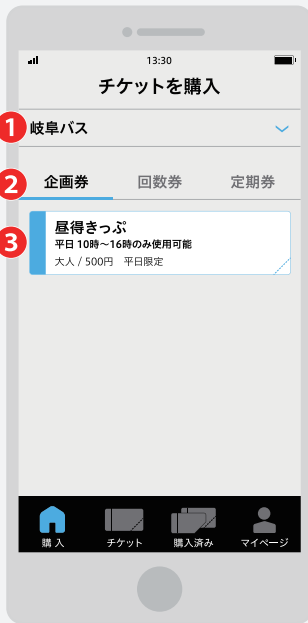 13:30
チケットを購入
1 岐阜バス
2 企画券 回数券 定期券
3 昼得きっぷ
平日 10時～16時のみ使用可能
大人 / 500円 平日限定
購 入 チケット 購入済み マイページ